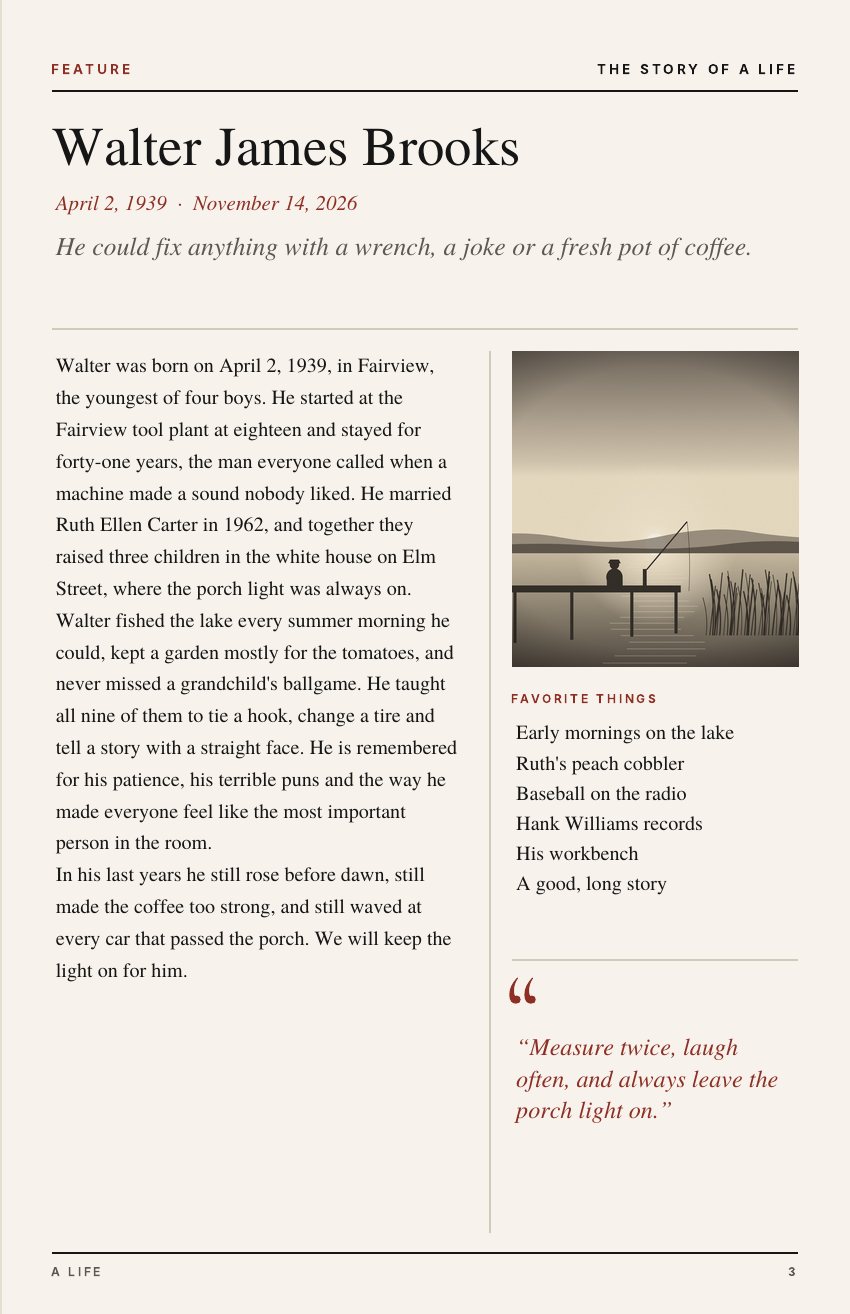 FEATURE
THE STORY OF A LIFE
Walter James Brooks
April 2, 1939 · November 14, 2026
He could fix anything with a wrench, a joke or a fresh pot of coffee.
Walter was born on April 2, 1939, in Fairview,
the youngest of four boys. He started at the
Fairview tool plant at eighteen and stayed for
forty-one years, the man everyone called when a
machine made a sound nobody liked. He married
Ruth Ellen Carter in 1962, and together they
raised three children in the white house on Elm
Street, where the porch light was always on.
Walter fished the lake every summer morning he
could, kept a garden mostly for the tomatoes, and
never missed a grandchild's ballgame. He taught
all nine of them to tie a hook, change a tire and
tell a story with a straight face. He is remembered
for his patience, his terrible puns and the way he
made everyone feel like the most important
person in the room.
In his last years he still rose before dawn, still
made the coffee too strong, and still waved at
every car that passed the porch. We will keep the
light on for him.
FAVORITE THINGS
Early mornings on the lake
Ruth's peach cobbler
Baseball on the radio
Hank Williams records
His workbench
A good, long story
“
“Measure twice, laugh
often, and always leave the
porch light on.”
A LIFE
3